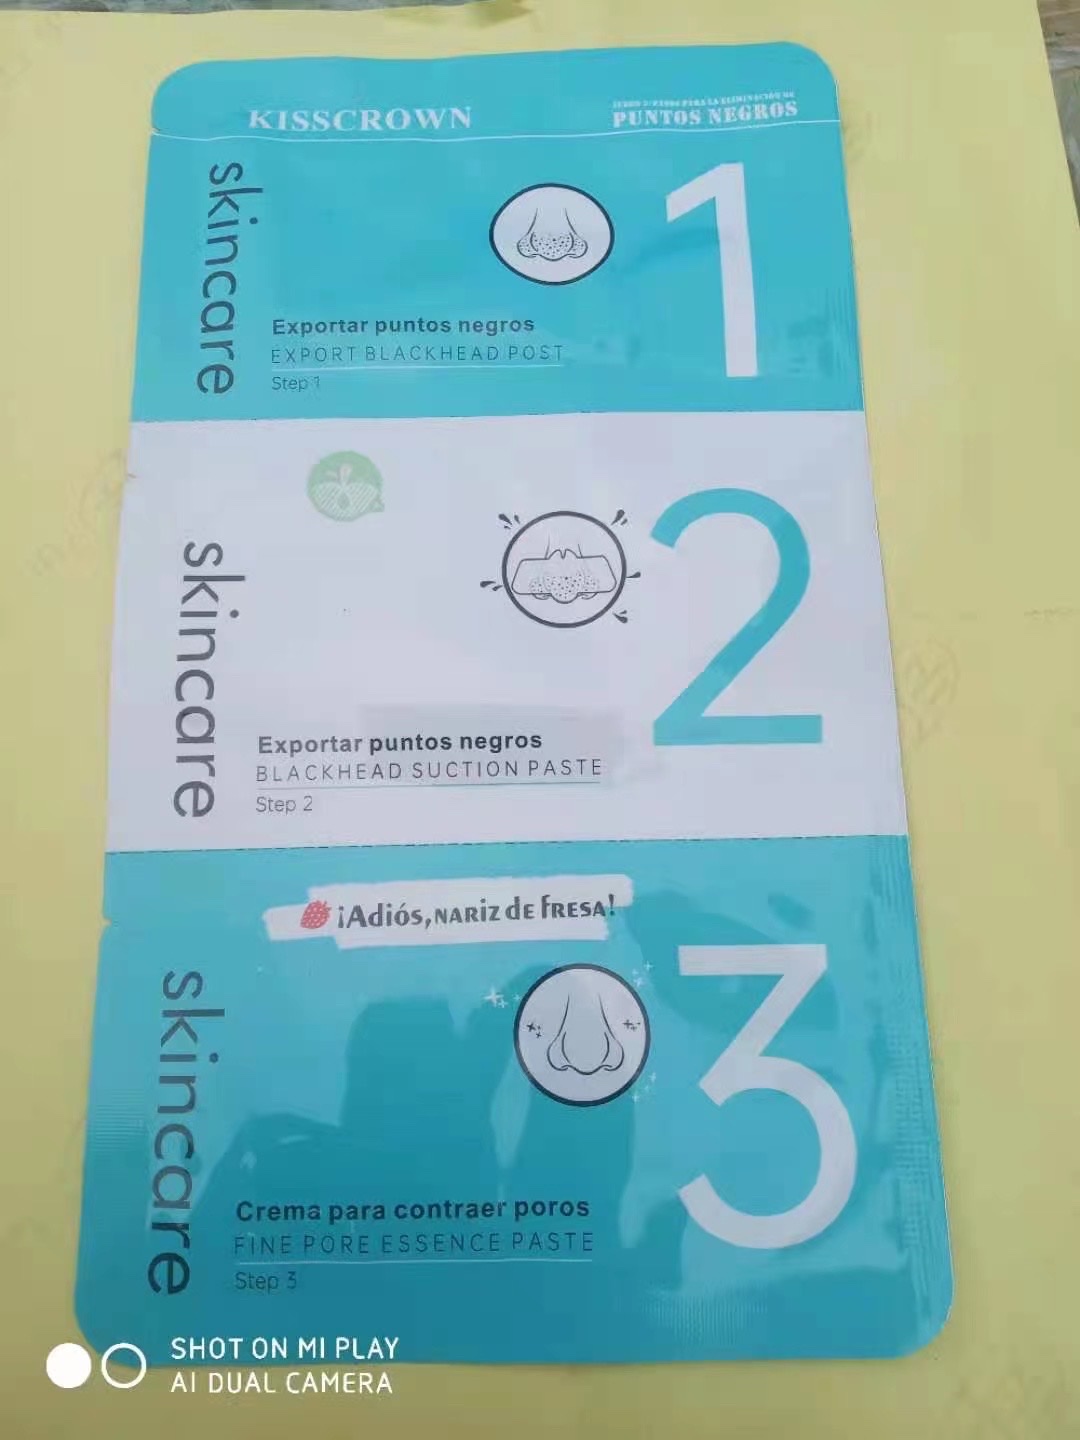 KISSCROWN
PUNTOS NEGROS
skincare
1
Exportar puntos negros
EXPORT BLACKHEAD POST
Step 1
skincare
2
Exportar puntos negros
BLACKHEAD SUCTION PASTE
Step 2
¡Adiós, NARIZ DE FRESA!
skincare
3
Crema para contraer poros
FINE PORE ESSENCE PASTE
Step 3
SHOT ON MI PLAY
AI DUAL CAMERA